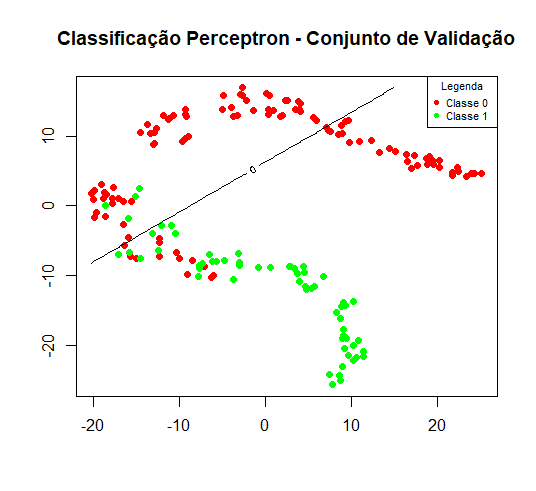 Classificação Perceptron - Conjunto de Validação
Legenda
Classe 0
Classe 1
10
0
-10
-20
0
-20
-10
0
10
20